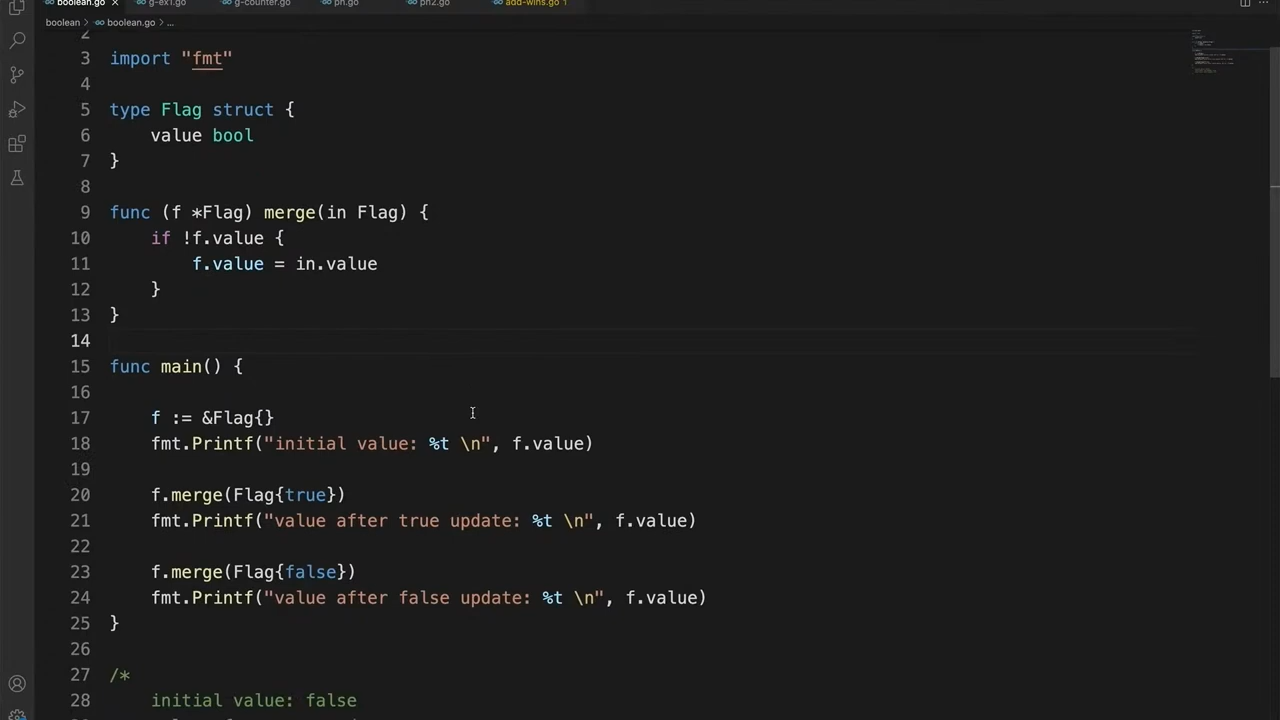 boolean.go × g-ex1.go g-counter.go pn.go pn2.go add-wins.go 1
boolean > boolean.go > ...
2
3 import "fmt"
4
5 type Flag struct {
6 value bool
7 }
8
9 func (f *Flag) merge(in Flag) {
10 if !f.value {
11 f.value = in.value
12 }
13 }
14
15 func main() {
16
17 f := &Flag{}
18 fmt.Printf("initial value: %t \n", f.value)
19
20 f.merge(Flag{true})
21 fmt.Printf("value after true update: %t \n", f.value)
22
23 f.merge(Flag{false})
24 fmt.Printf("value after false update: %t \n", f.value)
25 }
26
27 /*
28 initial value: false